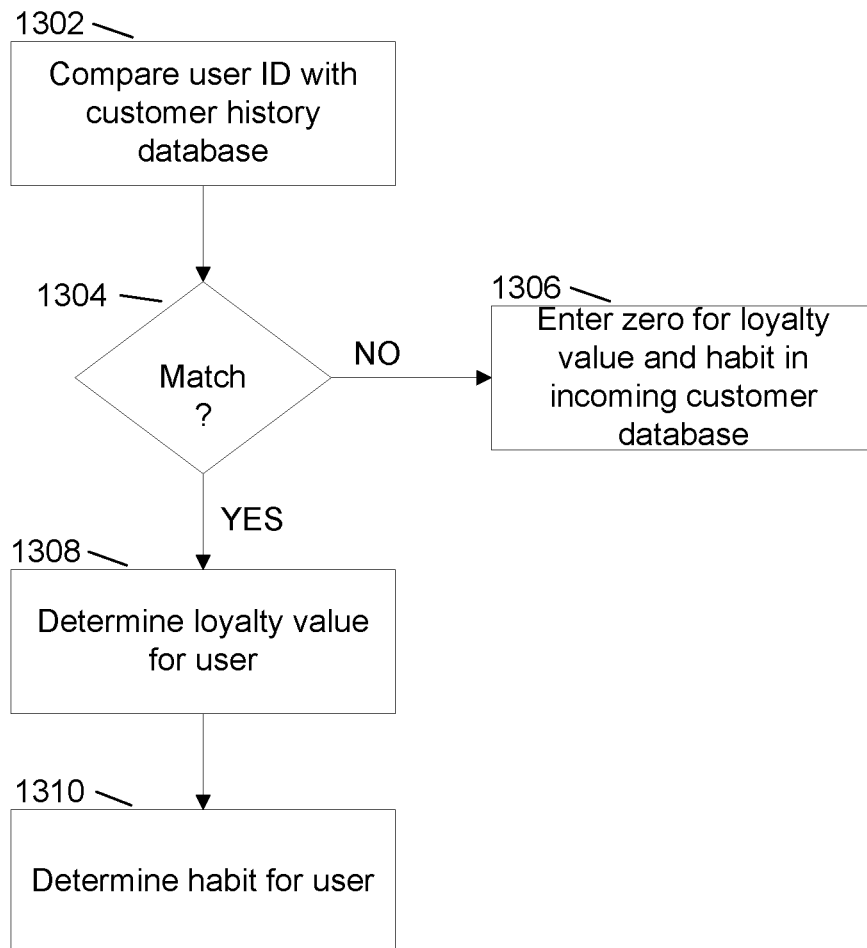 1302
Compare user ID with
customer history
database
1304
Match
?
NO
1306
Enter zero for loyalty
value and habit in
incoming customer
database
YES
1308
Determine loyalty value
for user
1310
Determine habit for user